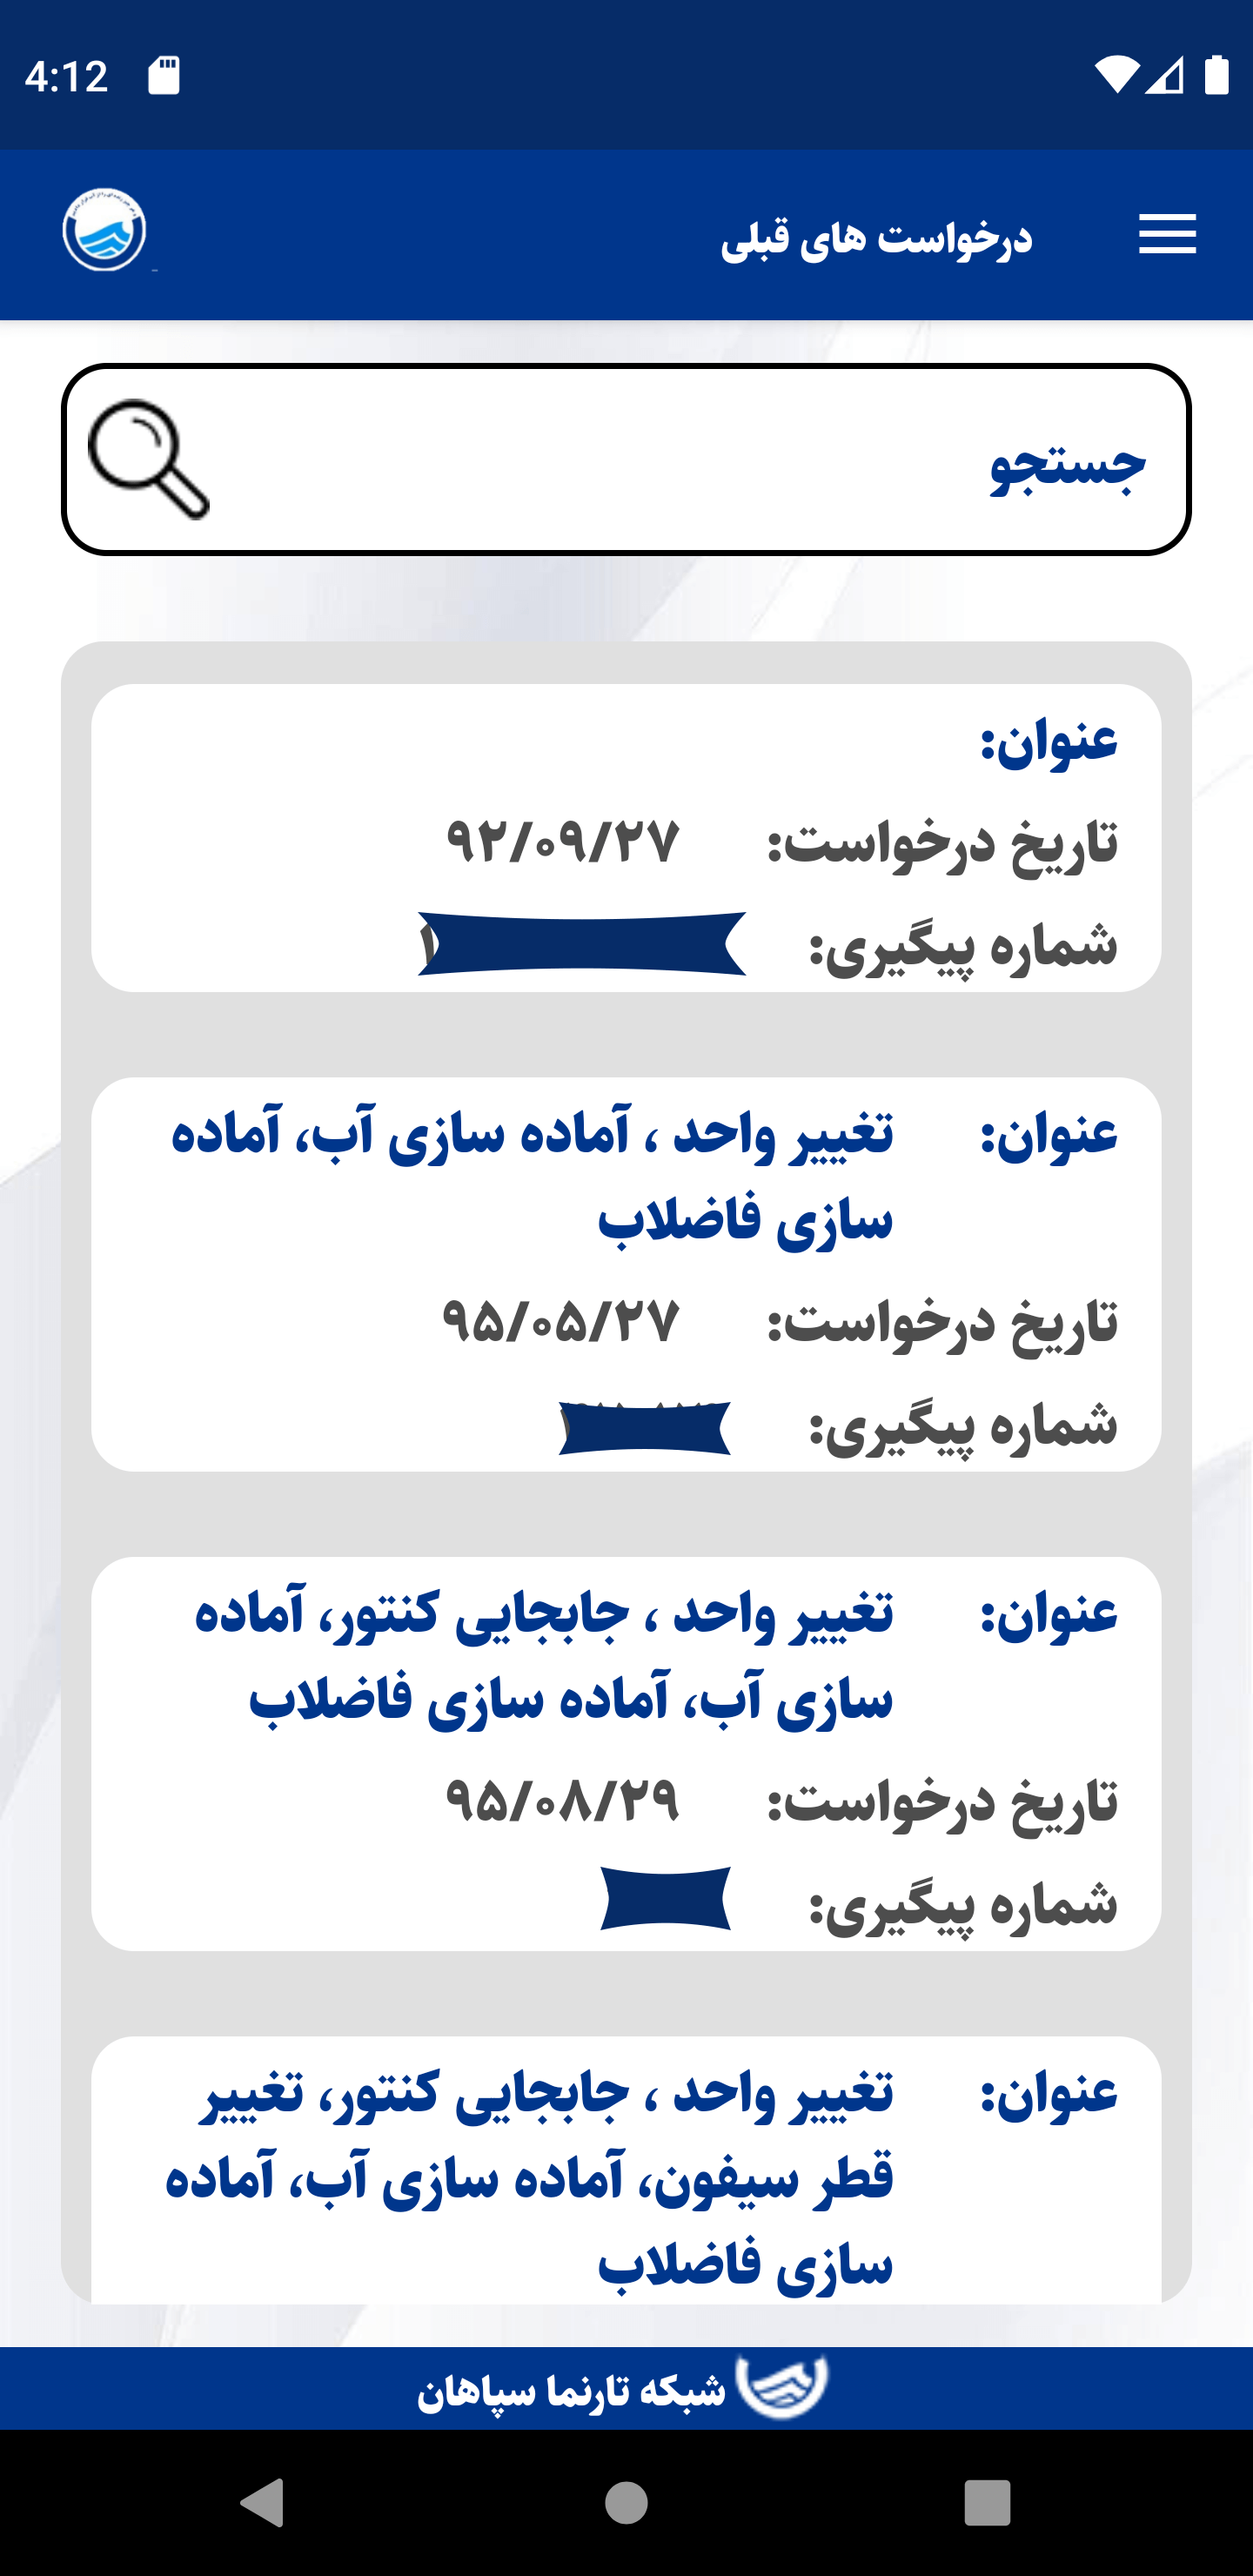 4:12
درخواست های قبلی
جستجو
عنوان:
تاریخ درخواست: ۹۲/۰۹/۲۷
شماره پیگیری:
عنوان: تغییر واحد ، آماده سازی آب، آماده
سازی فاضلاب
تاریخ درخواست: ۹۵/۰۵/۲۷
شماره پیگیری:
عنوان: تغییر واحد ، جابجایی کنتور، آماده
سازی آب، آماده سازی فاضلاب
تاریخ درخواست: ۹۵/۰۸/۲۹
شماره پیگیری:
عنوان: تغییر واحد ، جابجایی کنتور، تغییر
قطر سیفون، آماده سازی آب، آماده
سازی فاضلاب
شبکه تارنما سپاهان